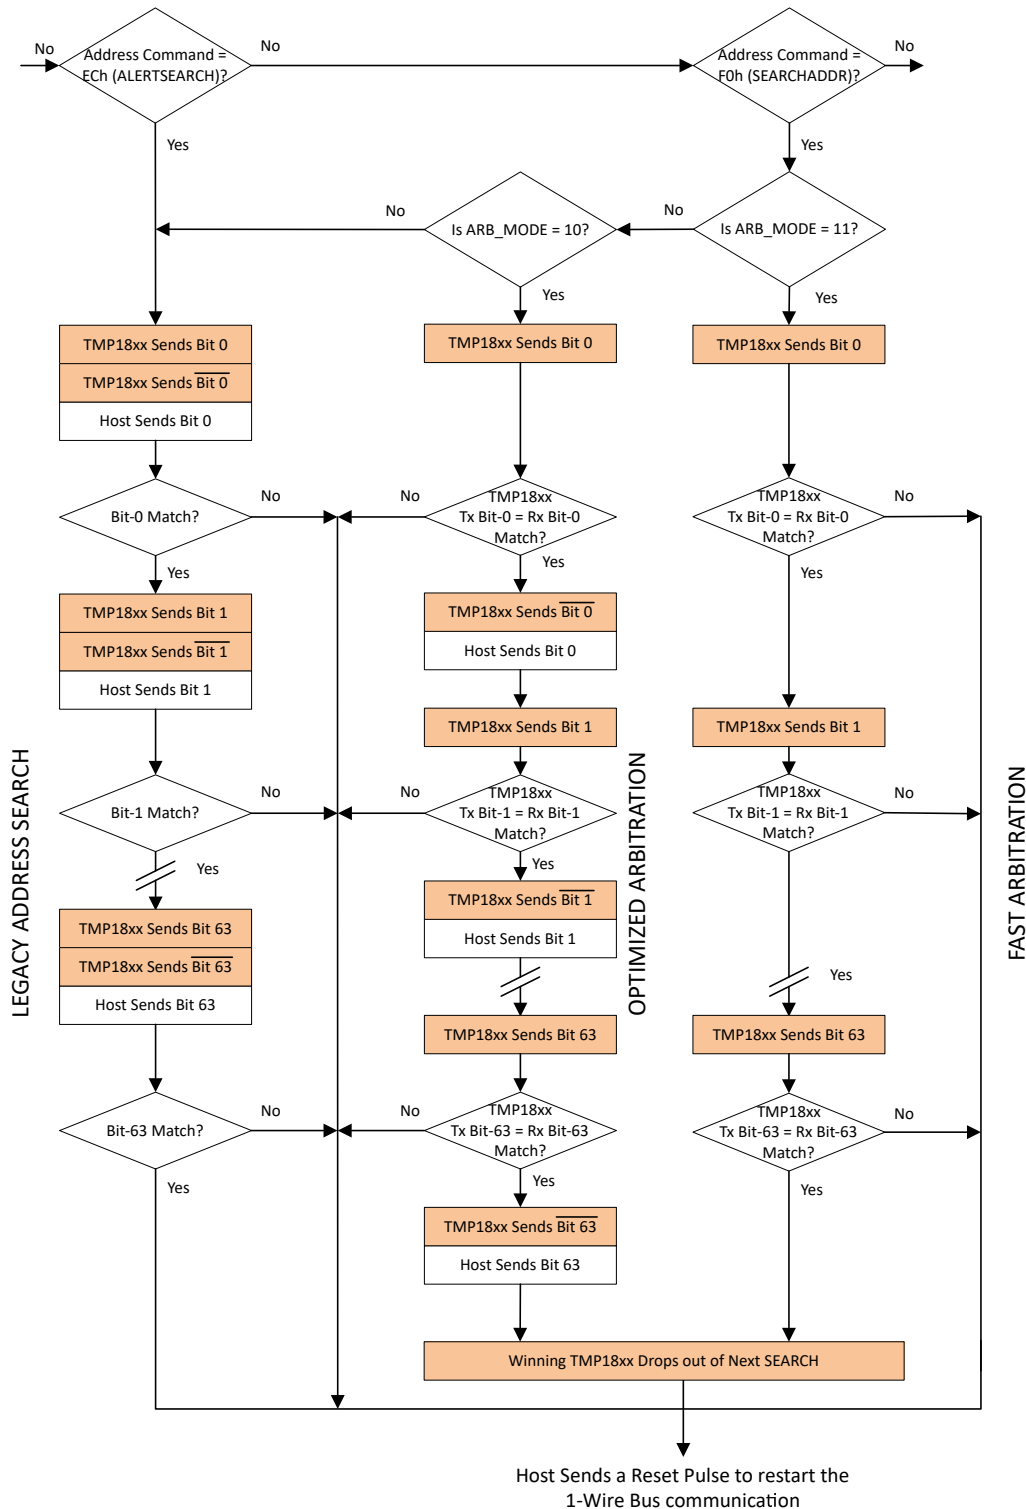 No
Address Command =
ECh (ALERTSEARCH)?
No
Address Command =
F0h (SEARCHADDR)?
No
Yes
Yes
No
Is ARB_MODE = 10?
No
Is ARB_MODE = 11?
Yes
Yes
TMP18xx Sends Bit 0
TMP18xx Sends Bit 0
Host Sends Bit 0
TMP18xx Sends Bit 0
TMP18xx Sends Bit 0
Bit-0 Match?
No
No
TMP18xx
Tx Bit-0 = Rx Bit-0
Match?
TMP18xx
Tx Bit-0 = Rx Bit-0
Match?
No
Yes
Yes
Yes
TMP18xx Sends Bit 1
TMP18xx Sends Bit 1
Host Sends Bit 1
TMP18xx Sends Bit 0
Host Sends Bit 0
TMP18xx Sends Bit 1
TMP18xx Sends Bit 1
LEGACY ADDRESS SEARCH
Bit-1 Match?
No
No
TMP18xx
Tx Bit-1 = Rx Bit-1
Match?
OPTIMIZED ARBITRATION
TMP18xx
Tx Bit-1 = Rx Bit-1
Match?
No
FAST ARBITRATION
Yes
Yes
TMP18xx Sends Bit 63
TMP18xx Sends Bit 63
Host Sends Bit 63
TMP18xx Sends Bit 1
Host Sends Bit 1
Yes
TMP18xx Sends Bit 63
TMP18xx Sends Bit 63
Bit-63 Match?
No
No
TMP18xx
Tx Bit-63 = Rx Bit-63
Match?
TMP18xx
Tx Bit-63 = Rx Bit-63
Match?
No
Yes
Yes
Yes
TMP18xx Sends Bit 63
Host Sends Bit 63
Winning TMP18xx Drops out of Next SEARCH
Host Sends a Reset Pulse to restart the
1-Wire Bus communication